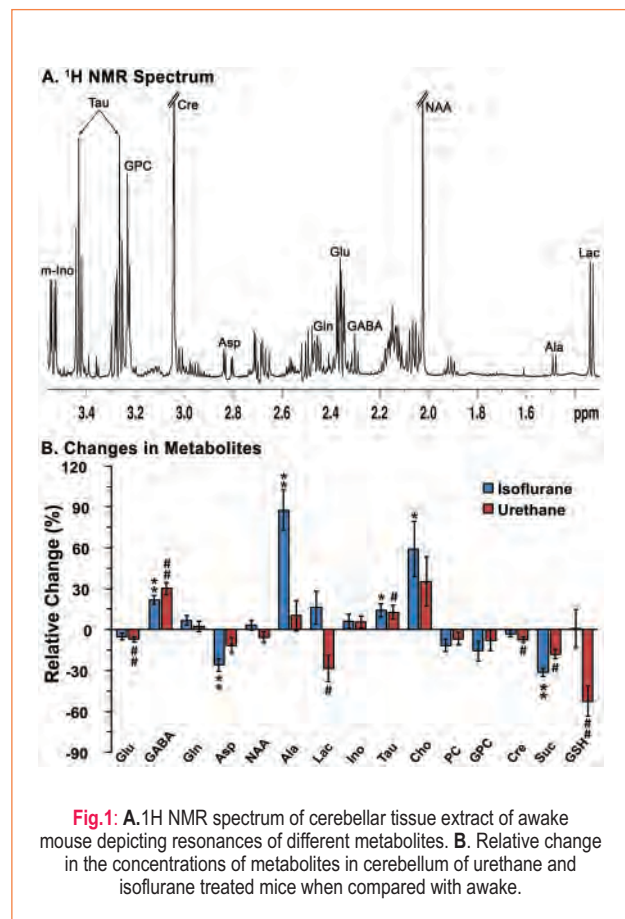 A. ¹H NMR Spectrum
Tau
Cre
NAA
GPC
Glu
Lac
m-Ino
Gln
GABA
Asp
Ala
3.4 3.2 3.0 2.8 2.6 2.4 2.2 2.0 1.8 1.6 ppm
B. Changes in Metabolites
Relative Change (%)
120
90
60
30
0
-30
-60
-90
Isoflurane
Urethane
** ## ** * ** # * # * # ** # ##
##
Glu GABA Gln Asp NAA Ala Lac Ino Tau Cho PC GPC Cre Suc GSH
Fig.1: A.1H NMR spectrum of cerebellar tissue extract of awake
mouse depicting resonances of different metabolites. B. Relative change
in the concentrations of metabolites in cerebellum of urethane and
isoflurane treated mice when compared with awake.